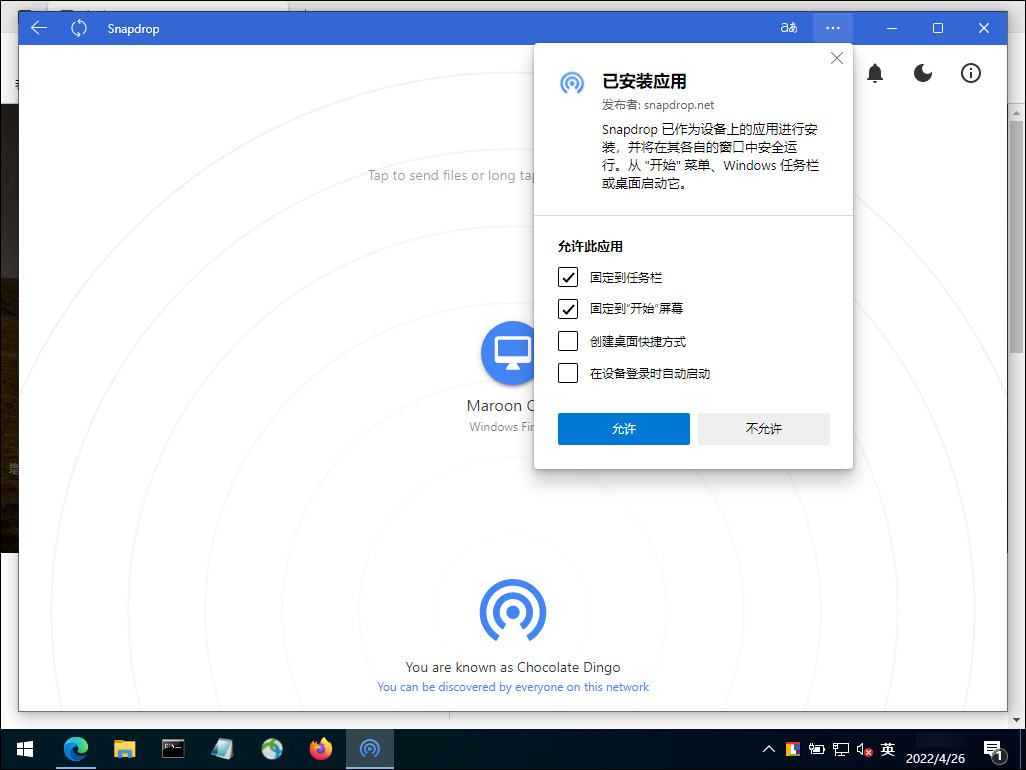 Snapdrop
aあ
已安装应用
发布者: snapdrop.net
Snapdrop 已作为设备上的应用进行安
装，并将在其各自的窗口中安全运
行。从 "开始" 菜单、Windows 任务栏
或桌面启动它。
Tap to send files or long tap
允许此应用
固定到任务栏
固定到"开始"屏幕
创建桌面快捷方式
在设备登录时自动启动
允许
不允许
Maroon
Windows
You are known as Chocolate Dingo
You can be discovered by everyone on this network
英
2022/4/26
1